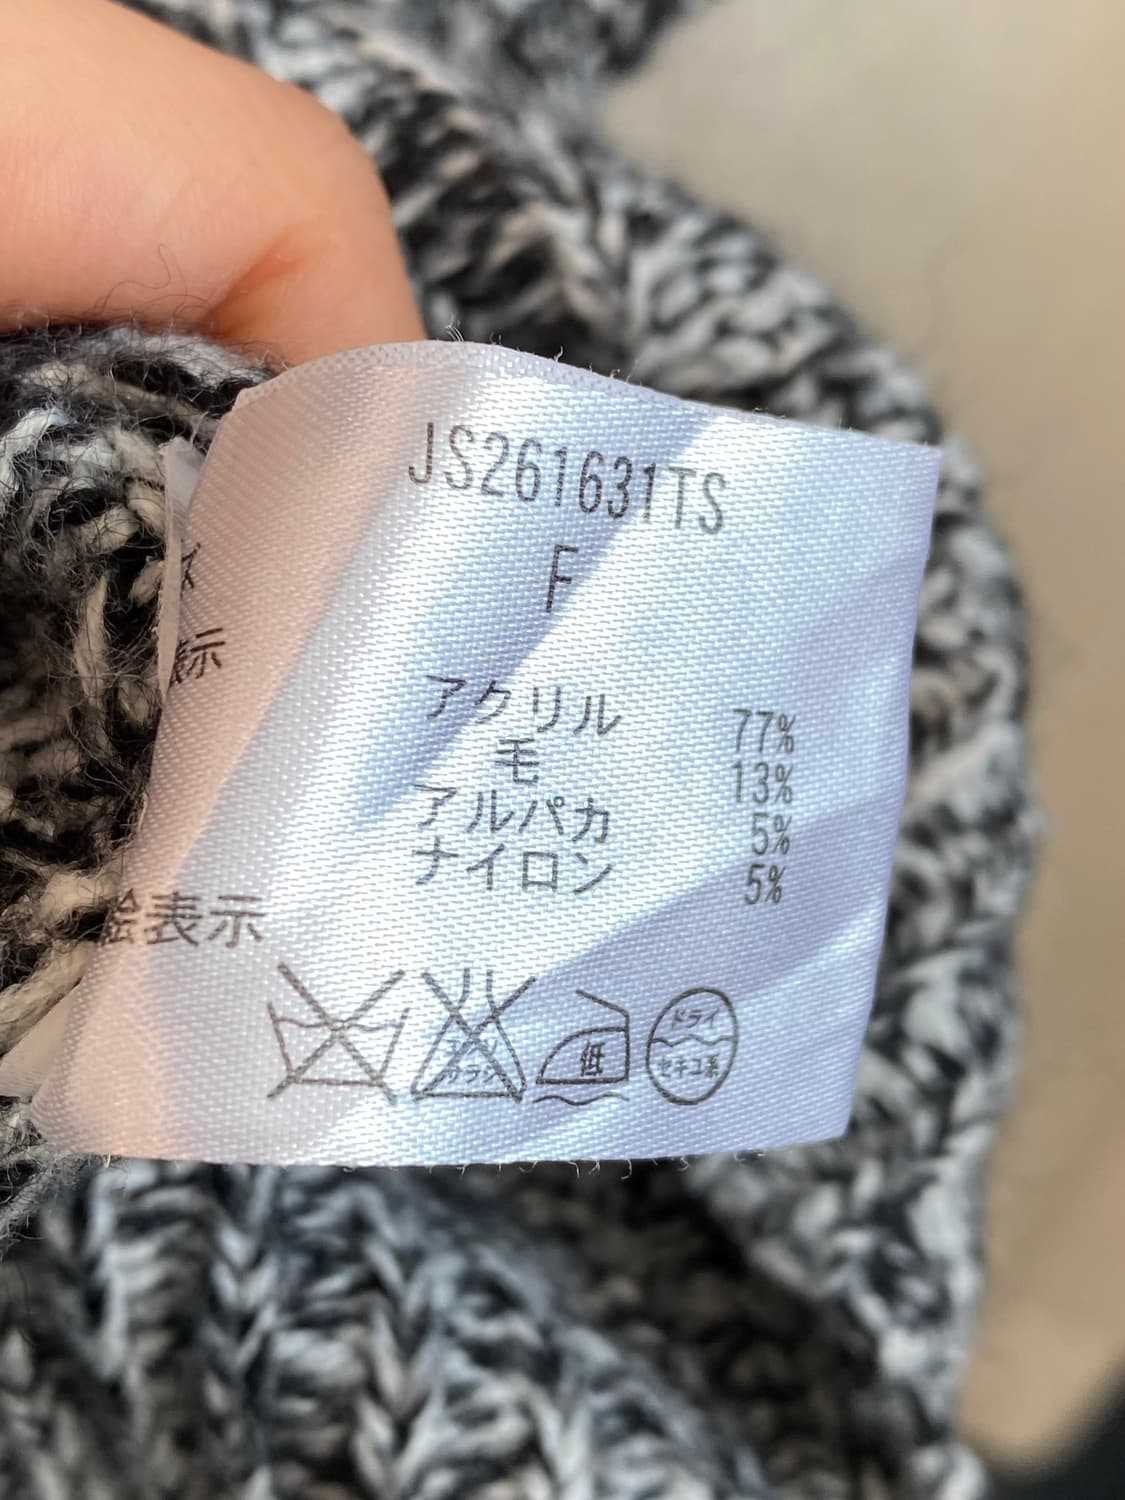 JS261631TS
F
表示
アクリル 77%
毛 13%
アルパカ 5%
ナイロン 5%
絵表示
低
ドライ
セキユ系